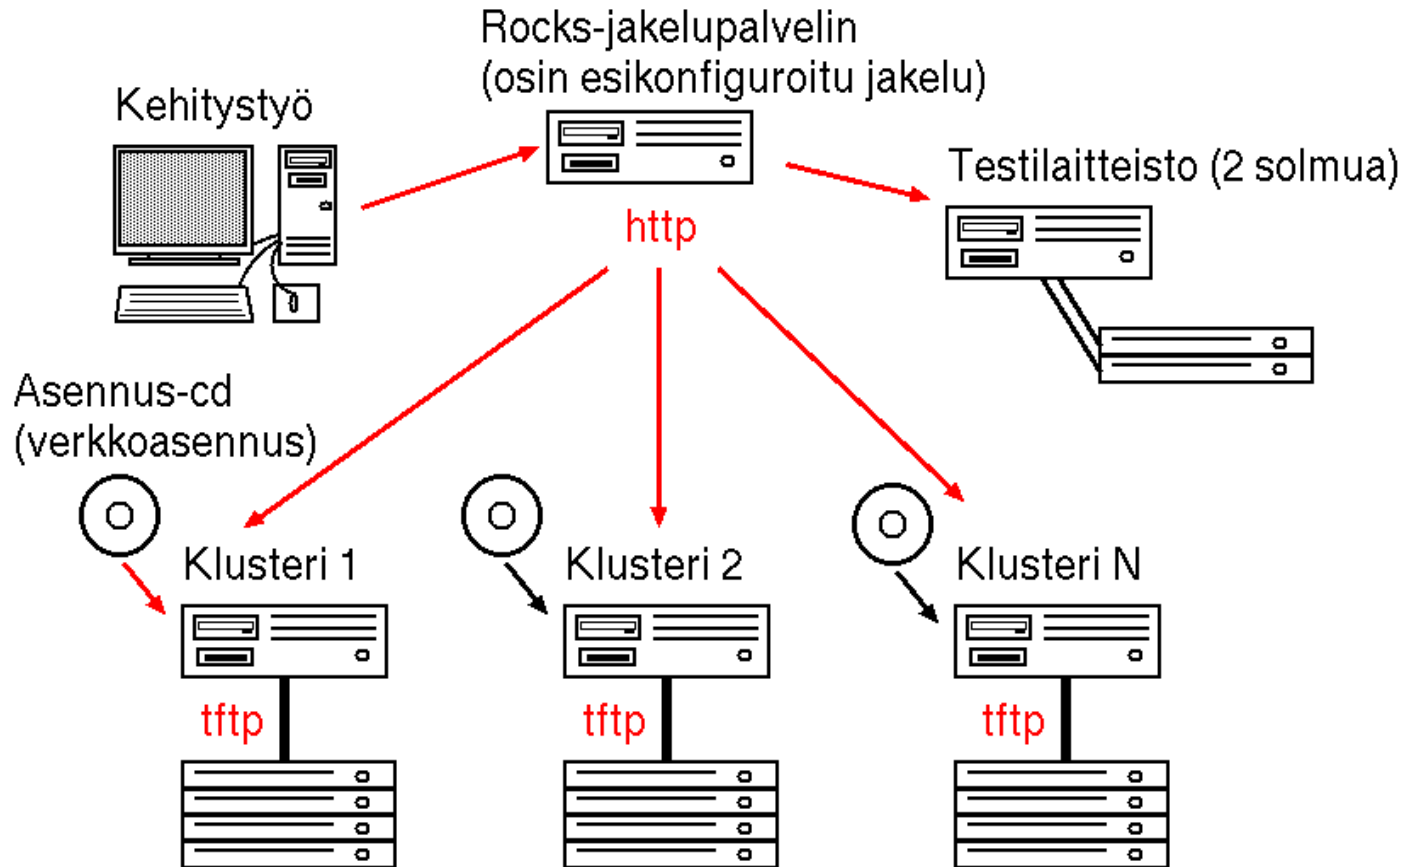 Rocks-jakelupalvelin
(osin esikonfiguroitu jakelu)
Kehitystyö
Testilaitteisto (2 solmua)
http
Asennus-cd
(verkkoasennus)
Klusteri 1
Klusteri 2
Klusteri N
tftp
tftp
tftp